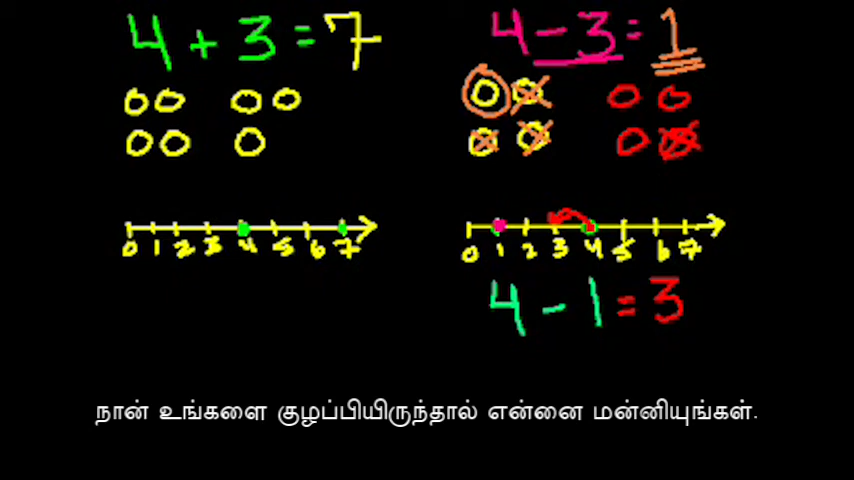 4 + 3 = 7
4 - 3 = 1
0 1 2 3 4 5 6 7
0 1 2 3 4 5 6 7
4 - 1 = 3
நான் உங்களை குழப்பியிருந்தால் என்னை மன்னியுங்கள்.